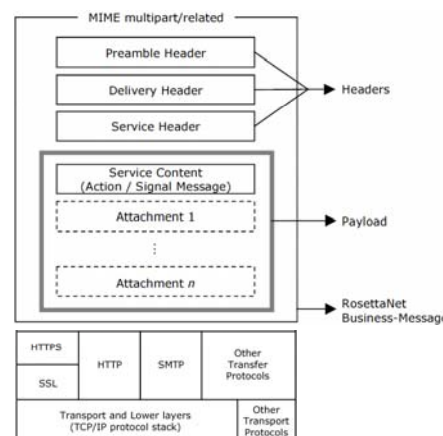 MIME multipart/related
Preamble Header
Delivery Header
Headers
Service Header
Service Content
(Action / Signal Message)
Attachment 1
Payload
⋮
Attachment n
RosettaNet
Business-Message
HTTPS
HTTP
SMTP
Other
Transfer
Protocols
SSL
Transport and Lower layers
(TCP/IP protocol stack)
Other
Transport
Protocols